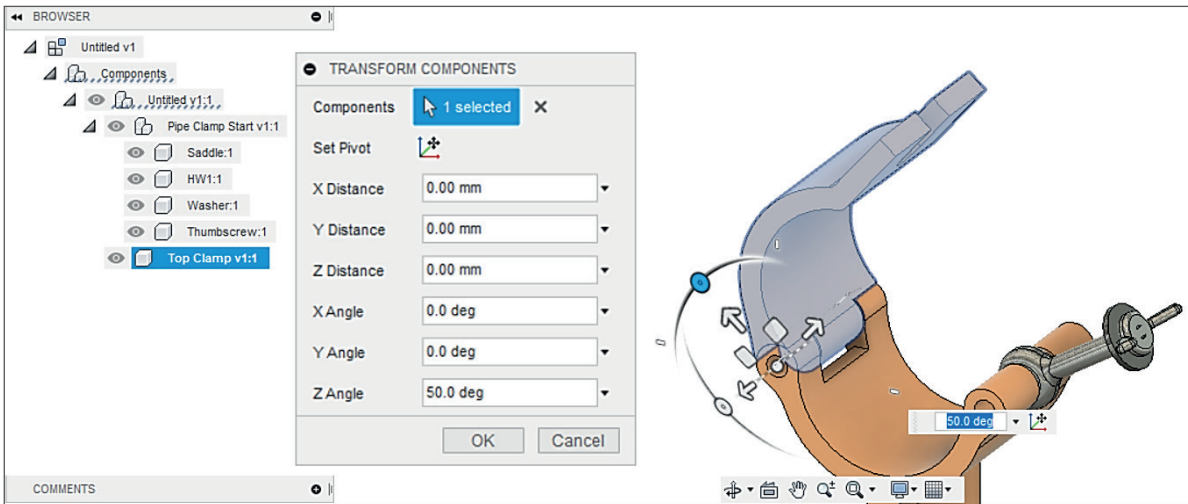 BROWSER
Untitled v1
Components
Untitled v1:1
Pipe Clamp Start v1:1
Saddle:1
HW1:1
Washer:1
Thumbscrew:1
Top Clamp v1:1
COMMENTS
TRANSFORM COMPONENTS
Components 1 selected
Set Pivot
X Distance 0.00 mm
Y Distance 0.00 mm
Z Distance 0.00 mm
X Angle 0.0 deg
Y Angle 0.0 deg
Z Angle 50.0 deg
OK Cancel
50.0 deg